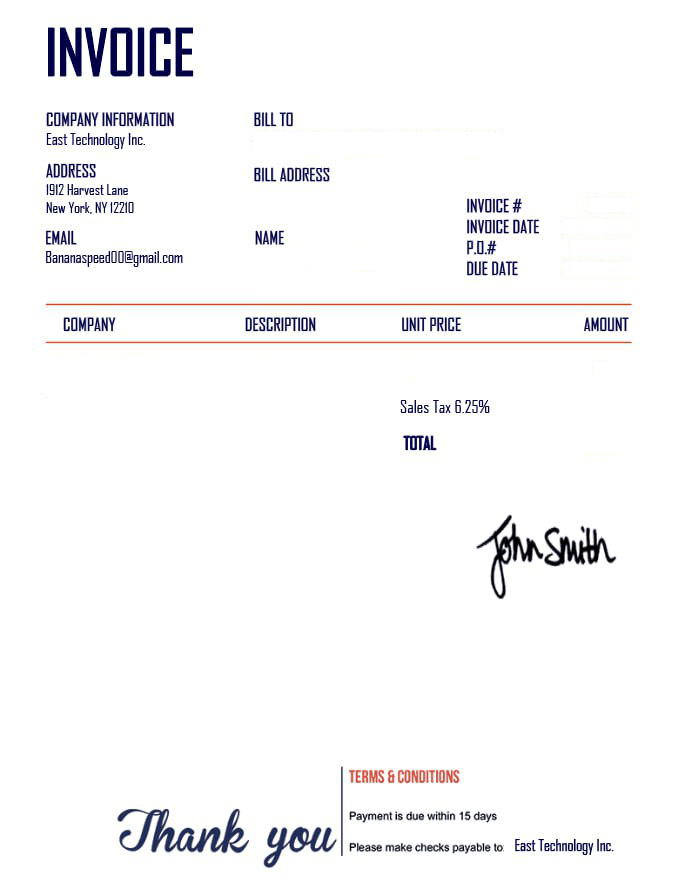 INVOICE
COMPANY INFORMATION
East Technology Inc.
ADDRESS
1912 Harvest Lane
New York, NY 12210
EMAIL
Bananaspeed00@gmail.com
BILL TO
BILL ADDRESS
NAME
INVOICE #
INVOICE DATE
P.O.#
DUE DATE
COMPANY DESCRIPTION UNIT PRICE AMOUNT
Sales Tax 6.25%
TOTAL
John Smith
Thank you
TERMS & CONDITIONS
Payment is due within 15 days
Please make checks payable to: East Technology Inc.